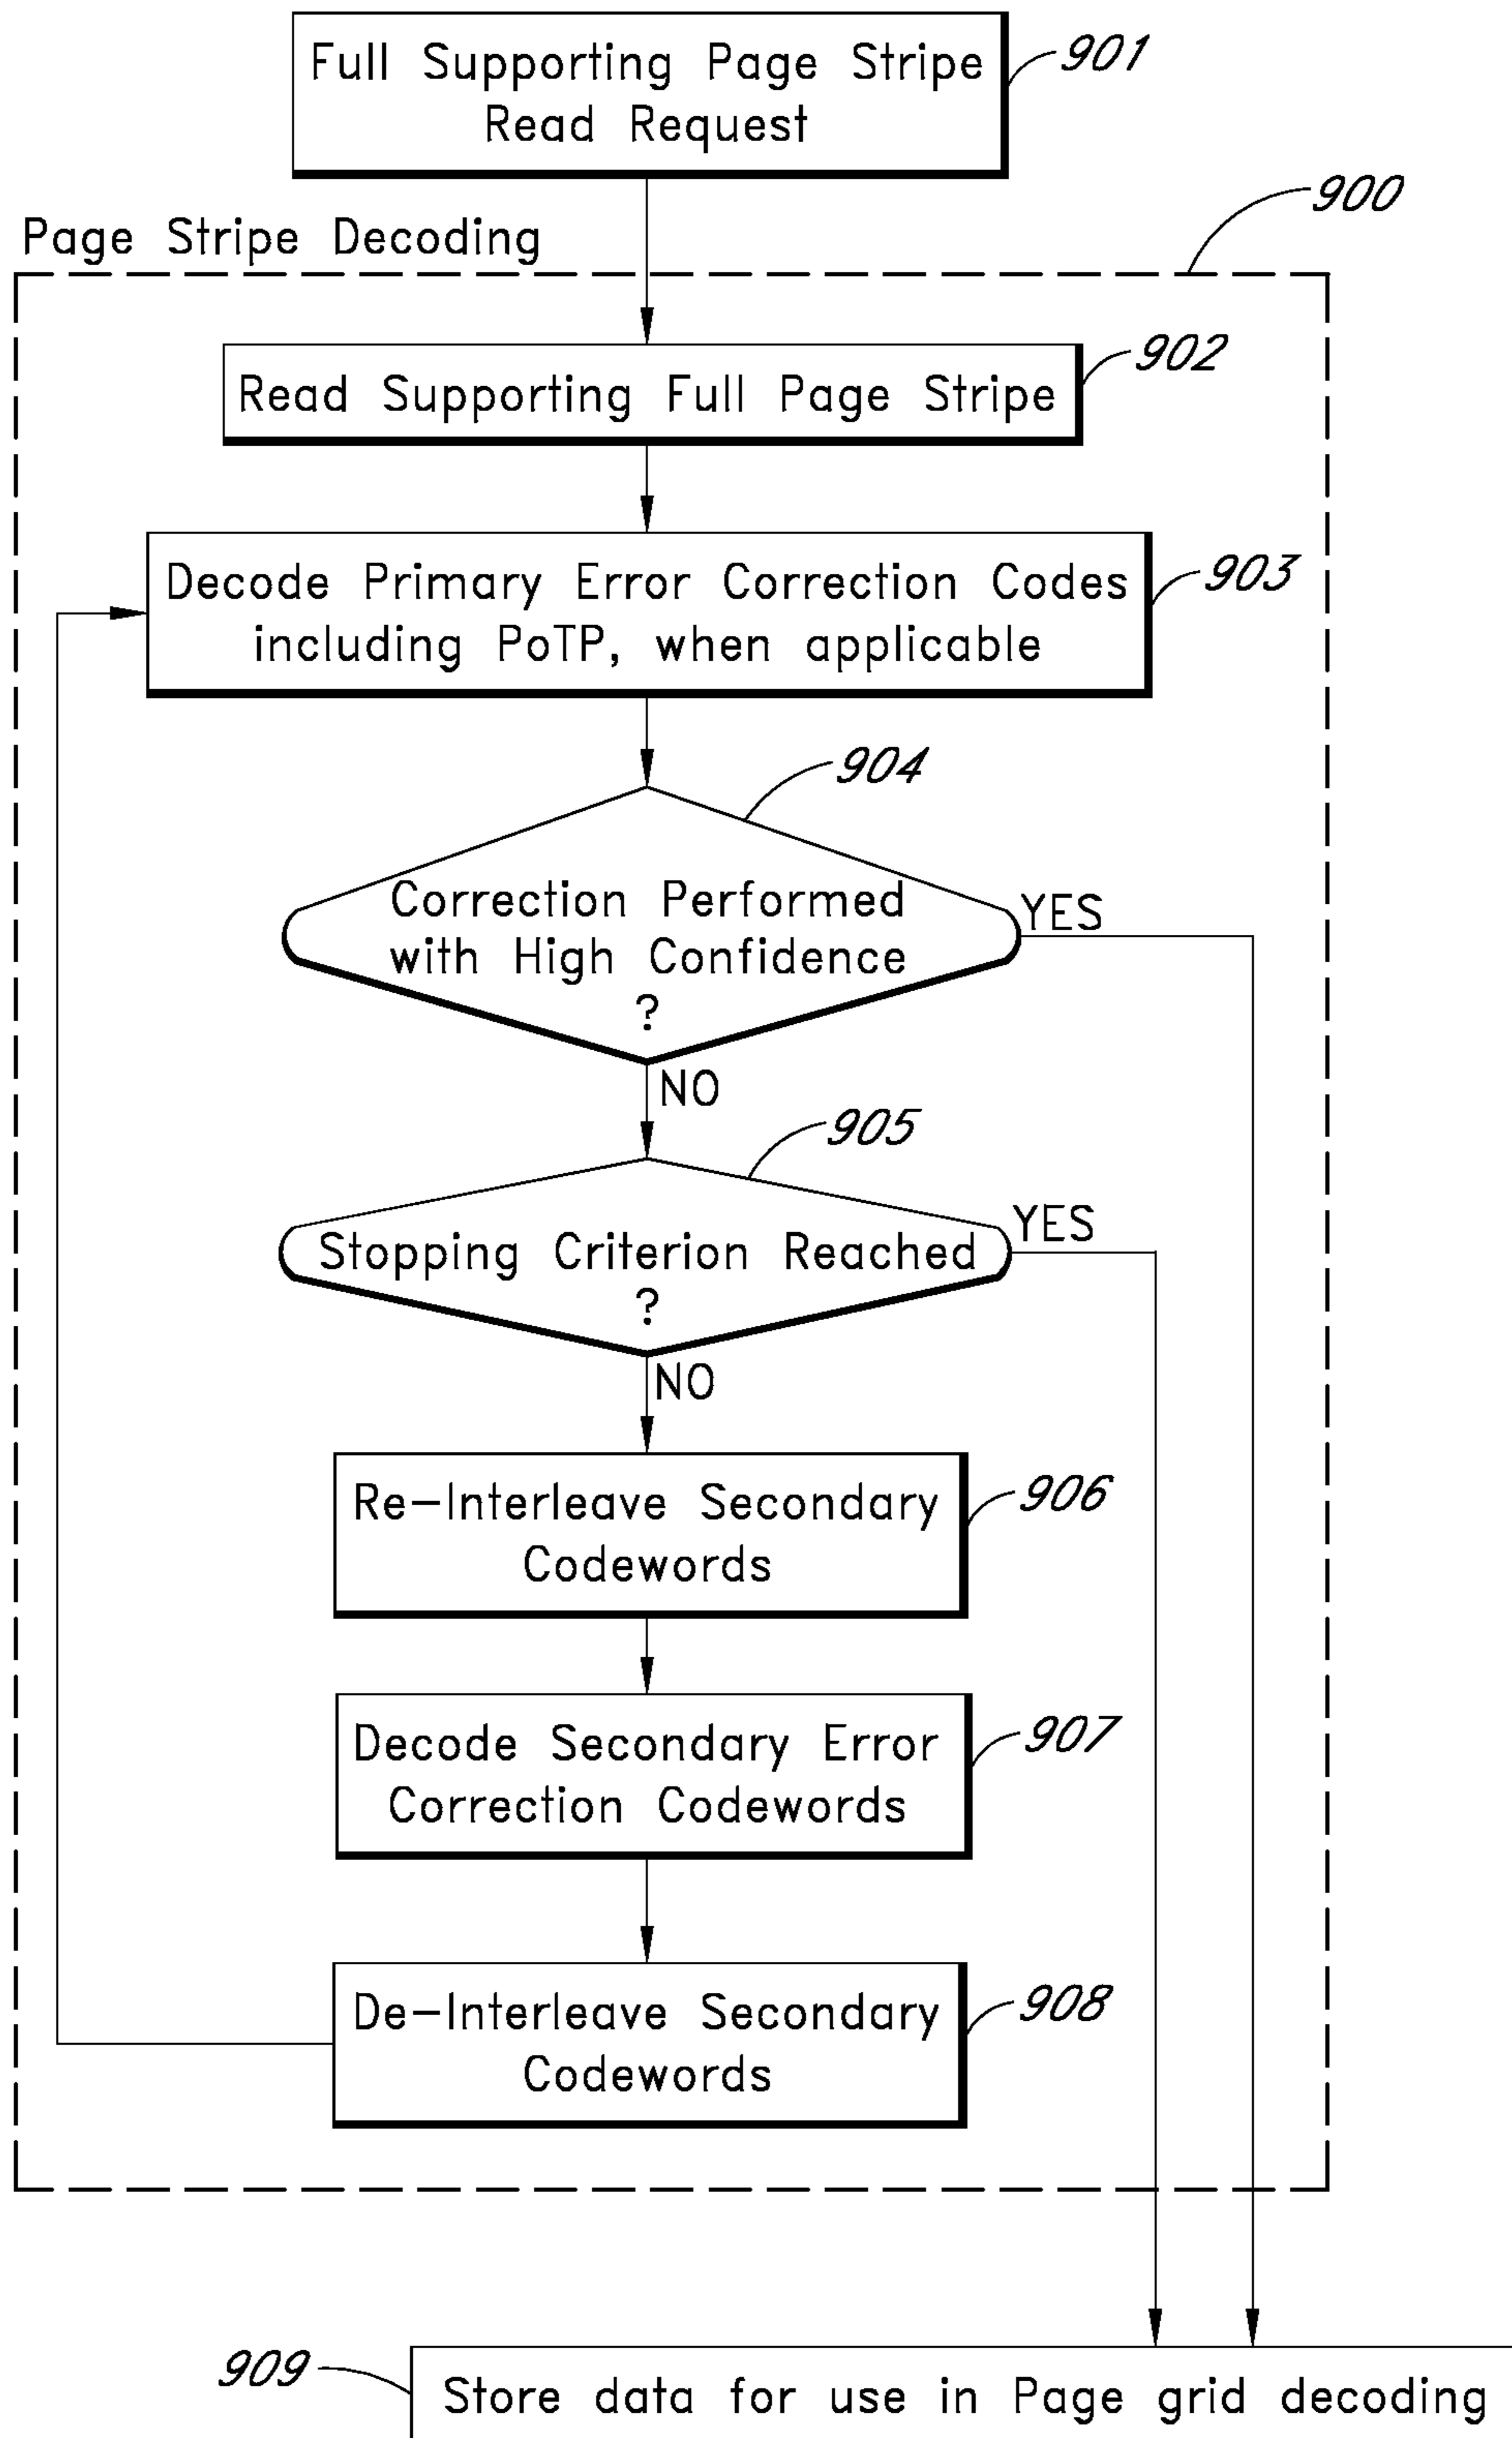 Full Supporting Page Stripe
Read Request
901
900
Page Stripe Decoding
902
Read Supporting Full Page Stripe
903
Decode Primary Error Correction Codes
including PoTP, when applicable
904
Correction Performed
with High Confidence
?
YES
NO
905
Stopping Criterion Reached
?
YES
NO
906
Re-Interleave Secondary
Codewords
907
Decode Secondary Error
Correction Codewords
908
De-Interleave Secondary
Codewords
909
Store data for use in Page grid decoding